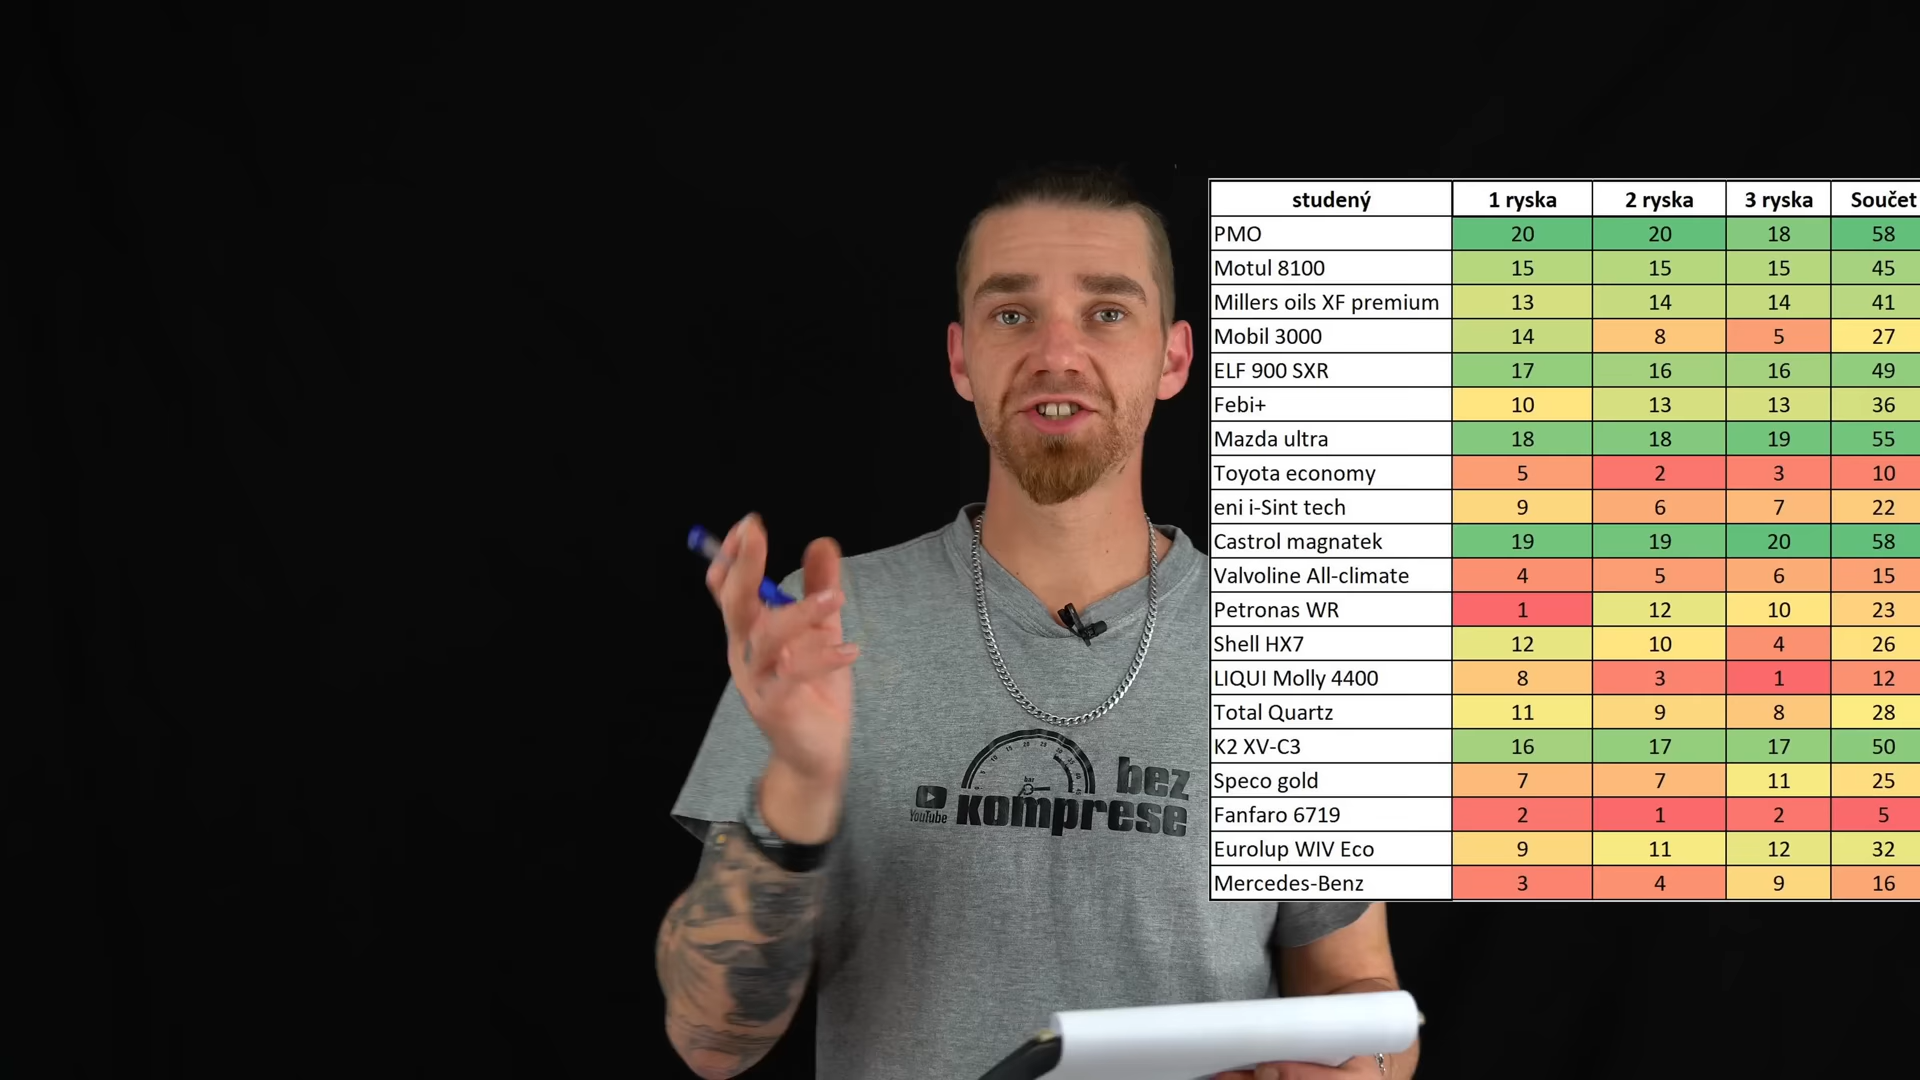 studený 1 ryska 2 ryska 3 ryska Součet
PMO 20 20 18 58
Motul 8100 15 15 15 45
Millers oils XF premium 13 14 14 41
Mobil 3000 14 8 5 27
ELF 900 SXR 17 16 16 49
Febi+ 10 13 13 36
Mazda ultra 18 18 19 55
Toyota economy 5 2 3 10
eni i-Sint tech 9 6 7 22
Castrol magnatek 19 19 20 58
Valvoline All-climate 4 5 6 15
Petronas WR 1 12 10 23
Shell HX7 12 10 4 26
LIQUI Molly 4400 8 3 1 12
Total Quartz 11 9 8 28
K2 XV-C3 16 17 17 50
Speco gold 7 7 11 25
Fanfaro 6719 2 1 2 5
Eurolup WIV Eco 9 11 12 32
Mercedes-Benz 3 4 9 16
bar
bez
YouTube komprese